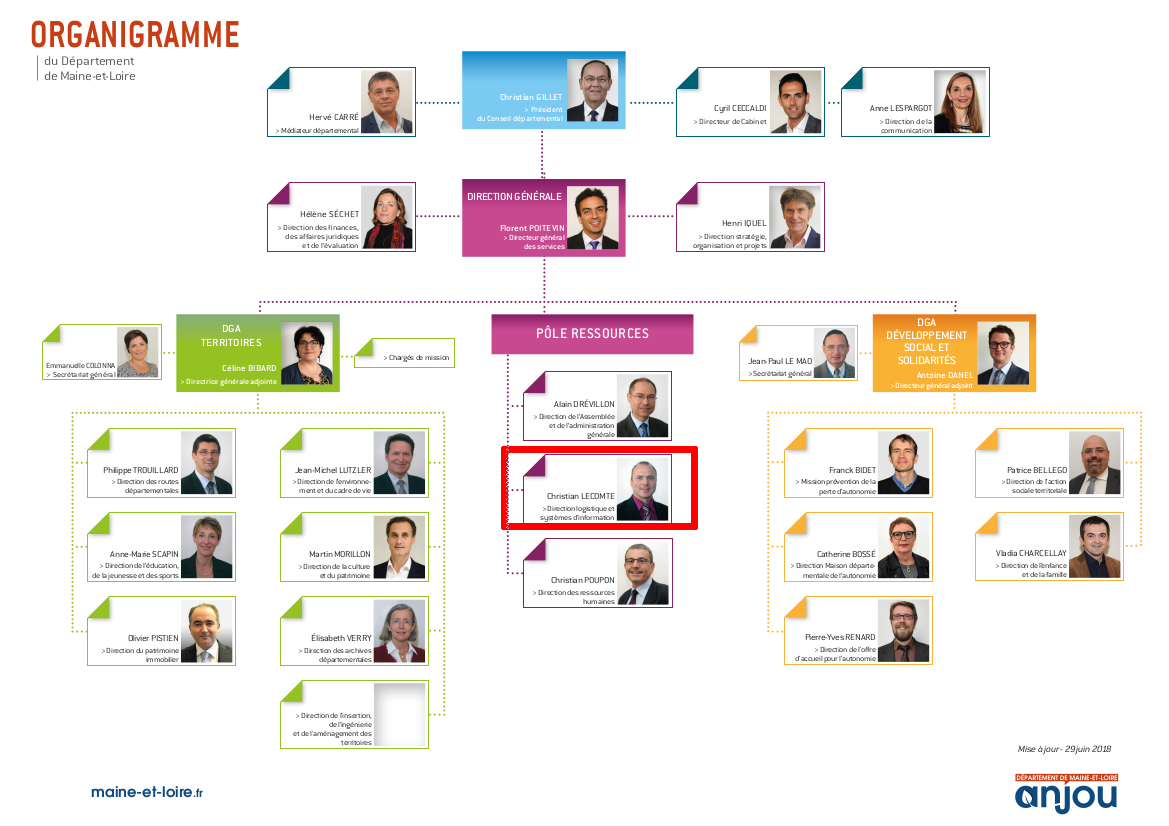 ORGANIGRAMME
du Département
de Maine-et-Loire
Hervé CARRÉ
> Médiateur départemental
Christian GILLET
> Président
du Conseil départemental
Cyril CECCALDI
> Directeur de Cabinet
Anne LESPARGOT
> Direction de la
communication
Hélène SÉCHET
> Direction des finances,
des affaires juridiques
et de l'évaluation
DIRECTION GÉNÉRALE
Florent POITEVIN
> Directeur général
des services
Henri IQUEL
> Direction stratégie,
organisation et projets
Emmanuelle COLONNA
> Secrétariat général
DGA
TERRITOIRES
Céline BIBARD
> Directrice générale adjointe
> Chargés de mission
PÔLE RESSOURCES
Jean-Paul LE MAO
> Secrétariat général
DGA
DÉVELOPPEMENT
SOCIAL ET
SOLIDARITÉS
Antoine DANEL
> Directeur général adjoint
Philippe TROUILLARD
> Direction des routes
départementales
Jean-Michel LUTZLER
> Direction de l'environne-
ment et du cadre de vie
Anne-Marie SCAPIN
> Direction de l'éducation,
de la jeunesse et des sports
Martin MORILLON
> Direction de la culture
et du patrimoine
Olivier PISTIEN
> Direction du patrimoine
immobilier
Élisabeth VERRY
> Direction des archives
départementales
> Direction de l'insertion,
de l'ingénierie
et de l'aménagement des
territoires
Alain DRÉVILLON
> Direction de l'Assemblée
et de l'administration
générale
Christian LECOMTE
> Direction logistique et
systèmes d'information
Christian POUPON
> Direction des ressources
humaines
Franck BIDET
> Mission prévention de la
perte d'autonomie
Patrice BELLEGO
> Direction de l'action
sociale territoriale
Catherine BOSSÉ
> Direction Maison départe-
mentale de l'autonomie
Vladia CHARCELLAY
> Direction de l'enfance
et de la famille
Pierre-Yves RENARD
> Direction de l'offre
d'accueil pour l'autonomie
Mise à jour - 29 juin 2018
maine-et-loire.fr
DÉPARTEMENT DE MAINE-ET-LOIRE
anjou